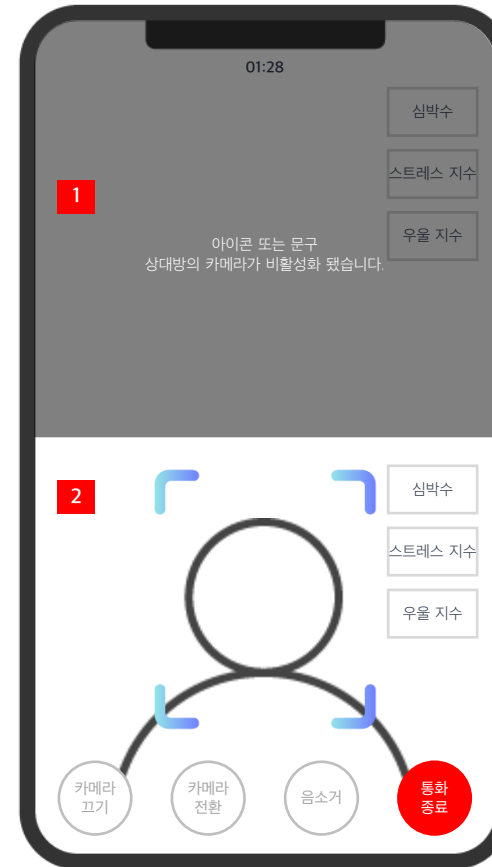 01:28
심박수
스트레스 지수
1
우울 지수
아이콘 또는 문구
상대방의 카메라가 비활성화 됐습니다.
2
심박수
스트레스 지수
우울 지수
카메라
끄기
카메라
전환
음소거
통화
종료